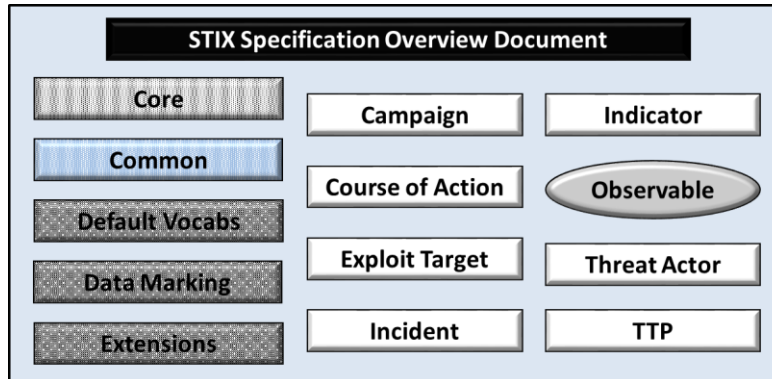 STIX Specification Overview Document
Core
Common
Default Vocabs
Data Marking
Extensions
Campaign
Course of Action
Exploit Target
Incident
Indicator
Observable
Threat Actor
TTP